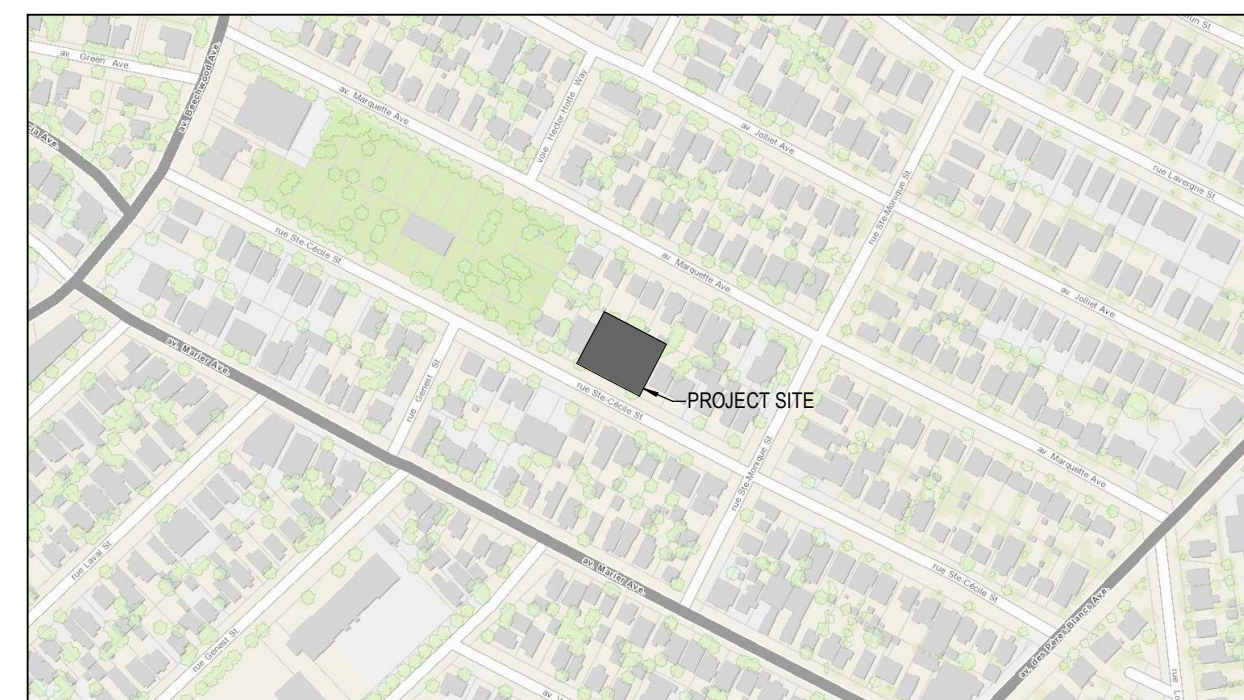 av. Green Ave
av. Beechwood Ave.
av. Marquette Ave
voie Hector-Hotte Way
av. Jolliet Ave
rue Lavergne St
rue Ste-Monique St
rue Ste-Cécile St
av. Marquette Ave
av. Jolliet Ave
av. Marier Ave.
rue Genest St
rue Ste-Cécile St
PROJECT SITE
rue Ste-Monique St
av. Marquette Ave
rue Laval St
av. Marier Ave.
rue Ste-Cécile St
av. des Pères-Blancs Ave.
rue Genest St